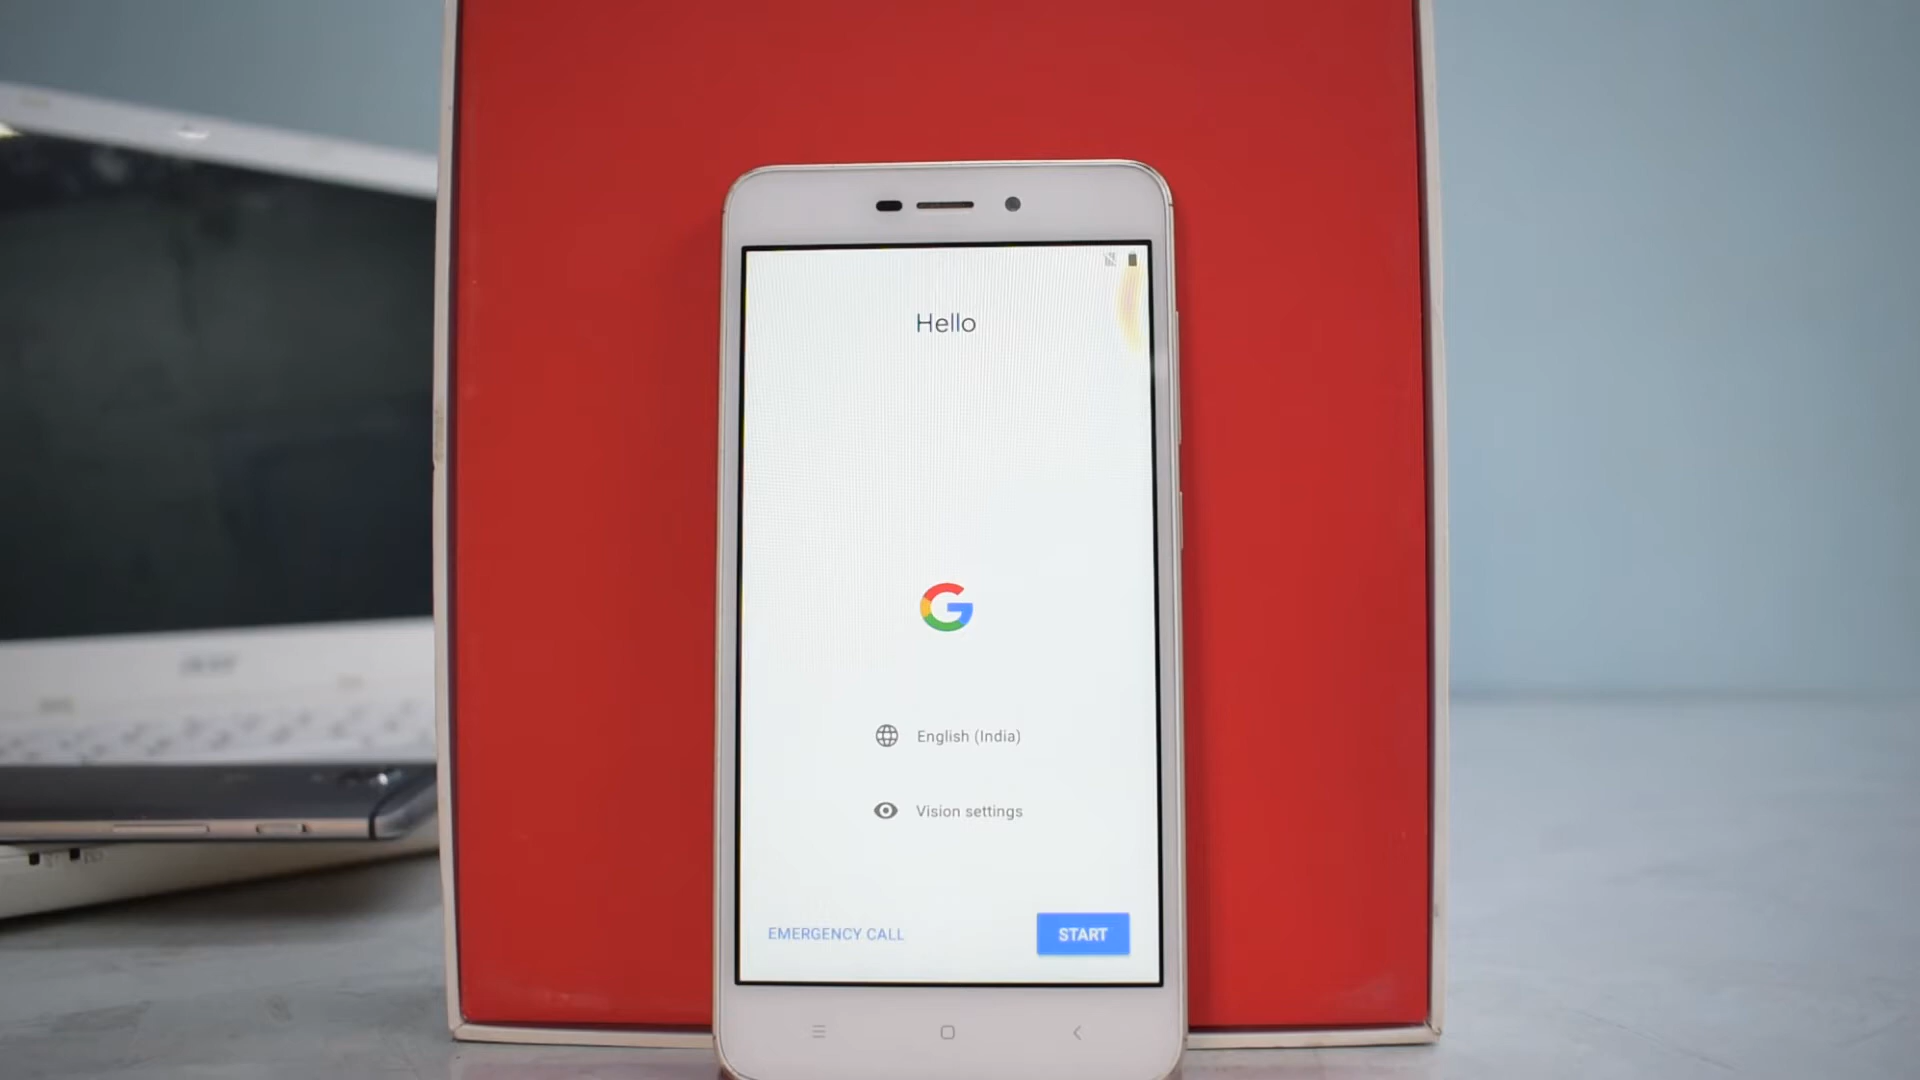 Hello
English (India)
Vision settings
EMERGENCY CALL
START